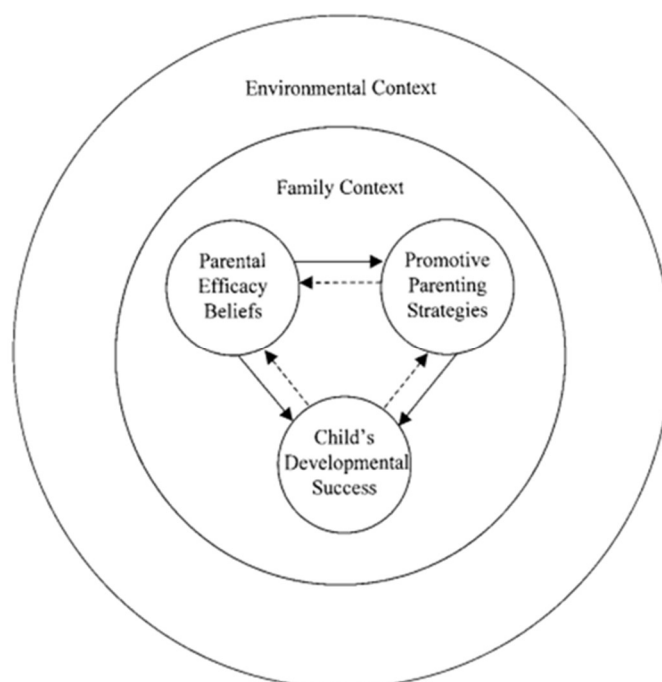 Environmental Context
Family Context
Parental
Efficacy
Beliefs
Promotive
Parenting
Strategies
Child's
Developmental
Success